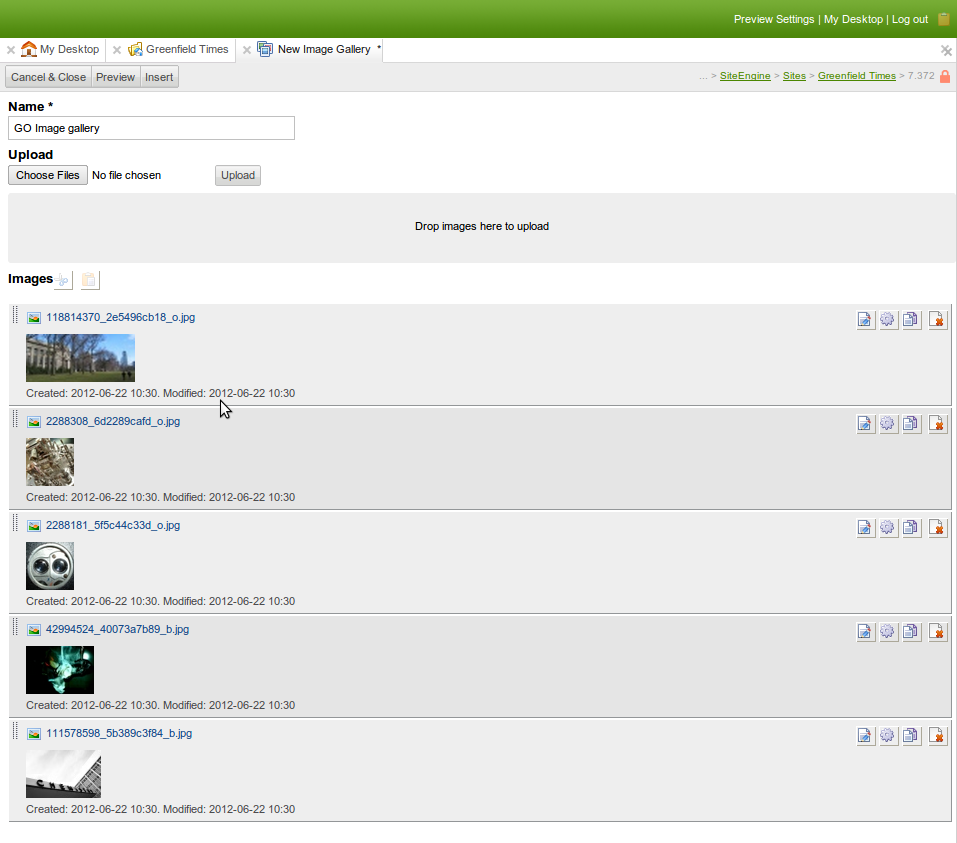 Preview Settings | My Desktop | Log out
My Desktop Greenfield Times New Image Gallery *
Cancel & Close Preview Insert ... > SiteEngine > Sites > Greenfield Times > 7.372
Name *
GO Image gallery
Upload
Choose Files No file chosen Upload
Drop images here to upload
Images
118814370_2e5496cb18_o.jpg
Created: 2012-06-22 10:30. Modified: 2012-06-22 10:30
2288308_6d2289cafd_o.jpg
Created: 2012-06-22 10:30. Modified: 2012-06-22 10:30
2288181_5f5c44c33d_o.jpg
Created: 2012-06-22 10:30. Modified: 2012-06-22 10:30
42994524_40073a7b89_b.jpg
Created: 2012-06-22 10:30. Modified: 2012-06-22 10:30
111578598_5b389c3f84_b.jpg
Created: 2012-06-22 10:30. Modified: 2012-06-22 10:30